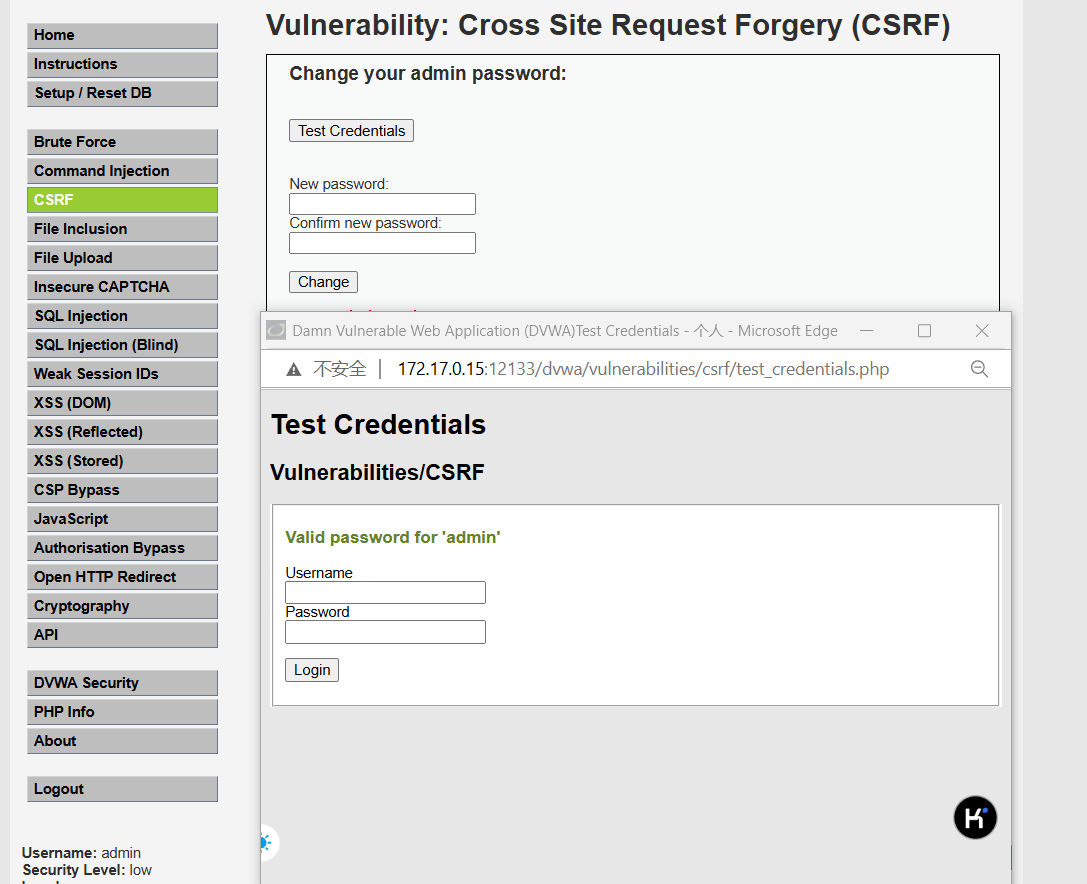 Home
Instructions
Setup / Reset DB
Brute Force
Command Injection
CSRF
File Inclusion
File Upload
Insecure CAPTCHA
SQL Injection
SQL Injection (Blind)
Weak Session IDs
XSS (DOM)
XSS (Reflected)
XSS (Stored)
CSP Bypass
JavaScript
Authorisation Bypass
Open HTTP Redirect
Cryptography
API
DVWA Security
PHP Info
About
Logout
Username: admin
Security Level: low
Vulnerability: Cross Site Request Forgery (CSRF)
Change your admin password:
Test Credentials
New password:
Confirm new password:
Change
Damn Vulnerable Web Application (DVWA)Test Credentials - 个人 - Microsoft Edge
不安全 172.17.0.15:12133/dvwa/vulnerabilities/csrf/test_credentials.php
Test Credentials
Vulnerabilities/CSRF
Valid password for 'admin'
Username
Password
Login
K